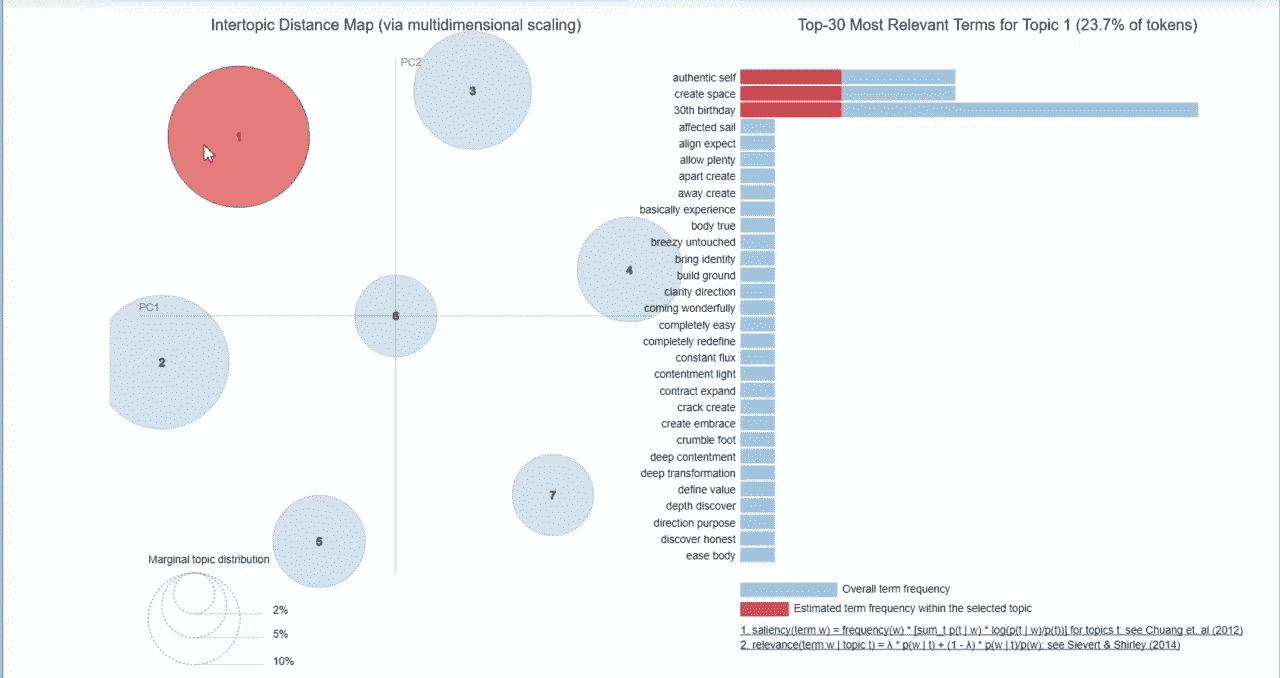 Intertopic Distance Map (via multidimensional scaling)
PC2
PC1
1
2
3
4
5
6
7
Marginal topic distribution
2%
5%
10%
Top-30 Most Relevant Terms for Topic 1 (23.7% of tokens)
authentic self
create space
30th birthday
affected sail
align expect
allow plenty
apart create
away create
basically experience
body true
breezy untouched
bring identity
build ground
clarity direction
coming wonderfully
completely easy
completely redefine
constant flux
contentment light
contract expand
crack create
create embrace
crumble foot
deep contentment
deep transformation
define value
depth discover
direction purpose
discover honest
ease body
Overall term frequency
Estimated term frequency within the selected topic
1. saliency(term w) = frequency(w) * [sum_t p(t | w) * log(p(t | w)/p(t))] for topics t; see Chuang et. al (2012)
2. relevance(term w | topic t) = λ * p(w | t) + (1 - λ) * p(w | t)/p(w); see Sievert & Shirley (2014)